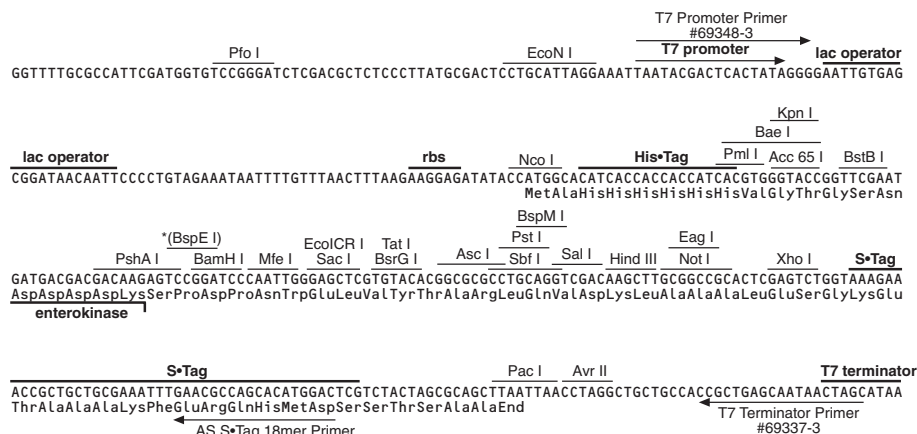 T7 Promoter Primer
#69348-3
Pfo I EcoN I T7 promoter
lac operator
GGTTTTGCGCCATTCGATGGTGTCCGGGATCTCGACGCTCTCCCTTATGCGACTCCTGCATTAGGAAATTAATACGACTCACTATAGGGGAATTGTGAG
Kpn I
Bae I
lac operator rbs His•Tag
Nco I Pml I Acc 65 I BstB I
CGGATAACAATTCCCCTGTAGAAATAATTTTGTTTAACTTTAAGAAGGAGATATACCATGGCACATCACCACCACCATCACGTGGGTACCGGTTCGAAT
MetAlaHisHisHisHisHisHisValGlyThrGlySerAsn
BspM I
*(BspE I) EcoICR I Tat I Pst I Eag I
PshA I BamH I Mfe I Sac I BsrG I Asc I Sbf I Sal I Hind III Not I Xho I S•Tag
GATGACGACGACAAGAGTCCGGATCCCAATTGGGAGCTCGTGTACACGGCGCGCCTGCAGGTCGACAAGCTTGCGGCCGCACTCGAGTCTGGTAAAGAA
AspAspAspAspLysSerProAspProAsnTrpGluLeuValTyrThrAlaArgLeuGlnValAspLysLeuAlaAlaAlaLeuGluSerGlyLysGlu
enterokinase
S•Tag Pac I Avr II T7 terminator
ACCGCTGCTGCGAAATTTGAACGCCAGCACATGGACTCGTCTACTAGCGCAGCTTAATTAACCTAGGCTGCTGCCACCGCTGAGCAATAACTAGCATAA
ThrAlaAlaAlaLysPheGluArgGlnHisMetAspSerSerThrSerAlaAlaEnd
AS S•Tag 18mer Primer T7 Terminator Primer
#69337-3